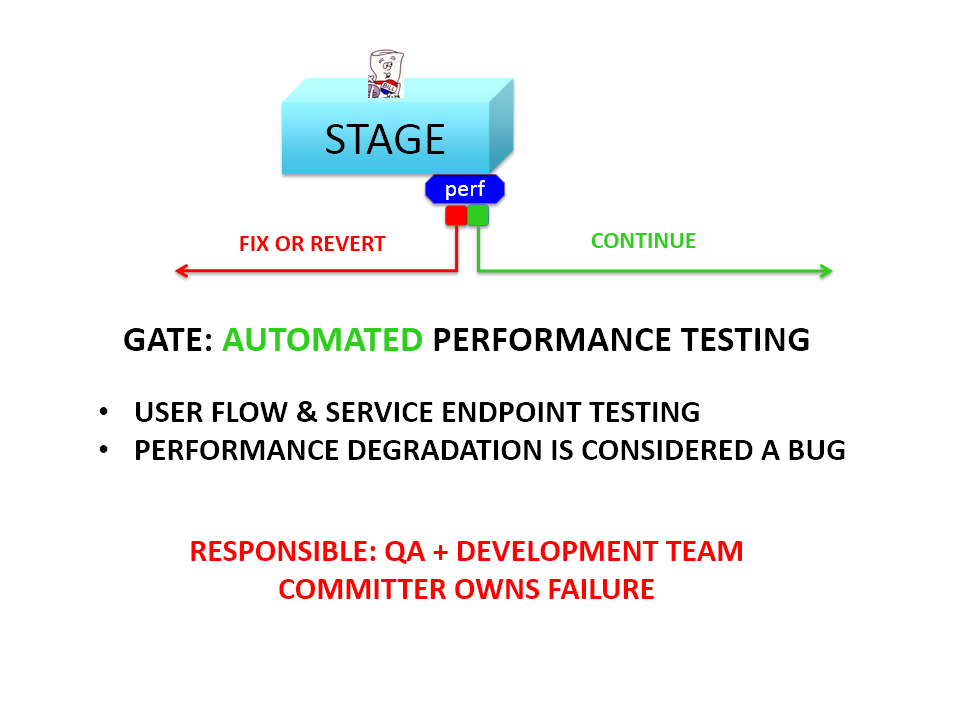 BILL
STAGE
perf
FIX OR REVERT
CONTINUE
GATE: AUTOMATED PERFORMANCE TESTING
• USER FLOW & SERVICE ENDPOINT TESTING
• PERFORMANCE DEGRADATION IS CONSIDERED A BUG
RESPONSIBLE: QA + DEVELOPMENT TEAM
COMMITTER OWNS FAILURE